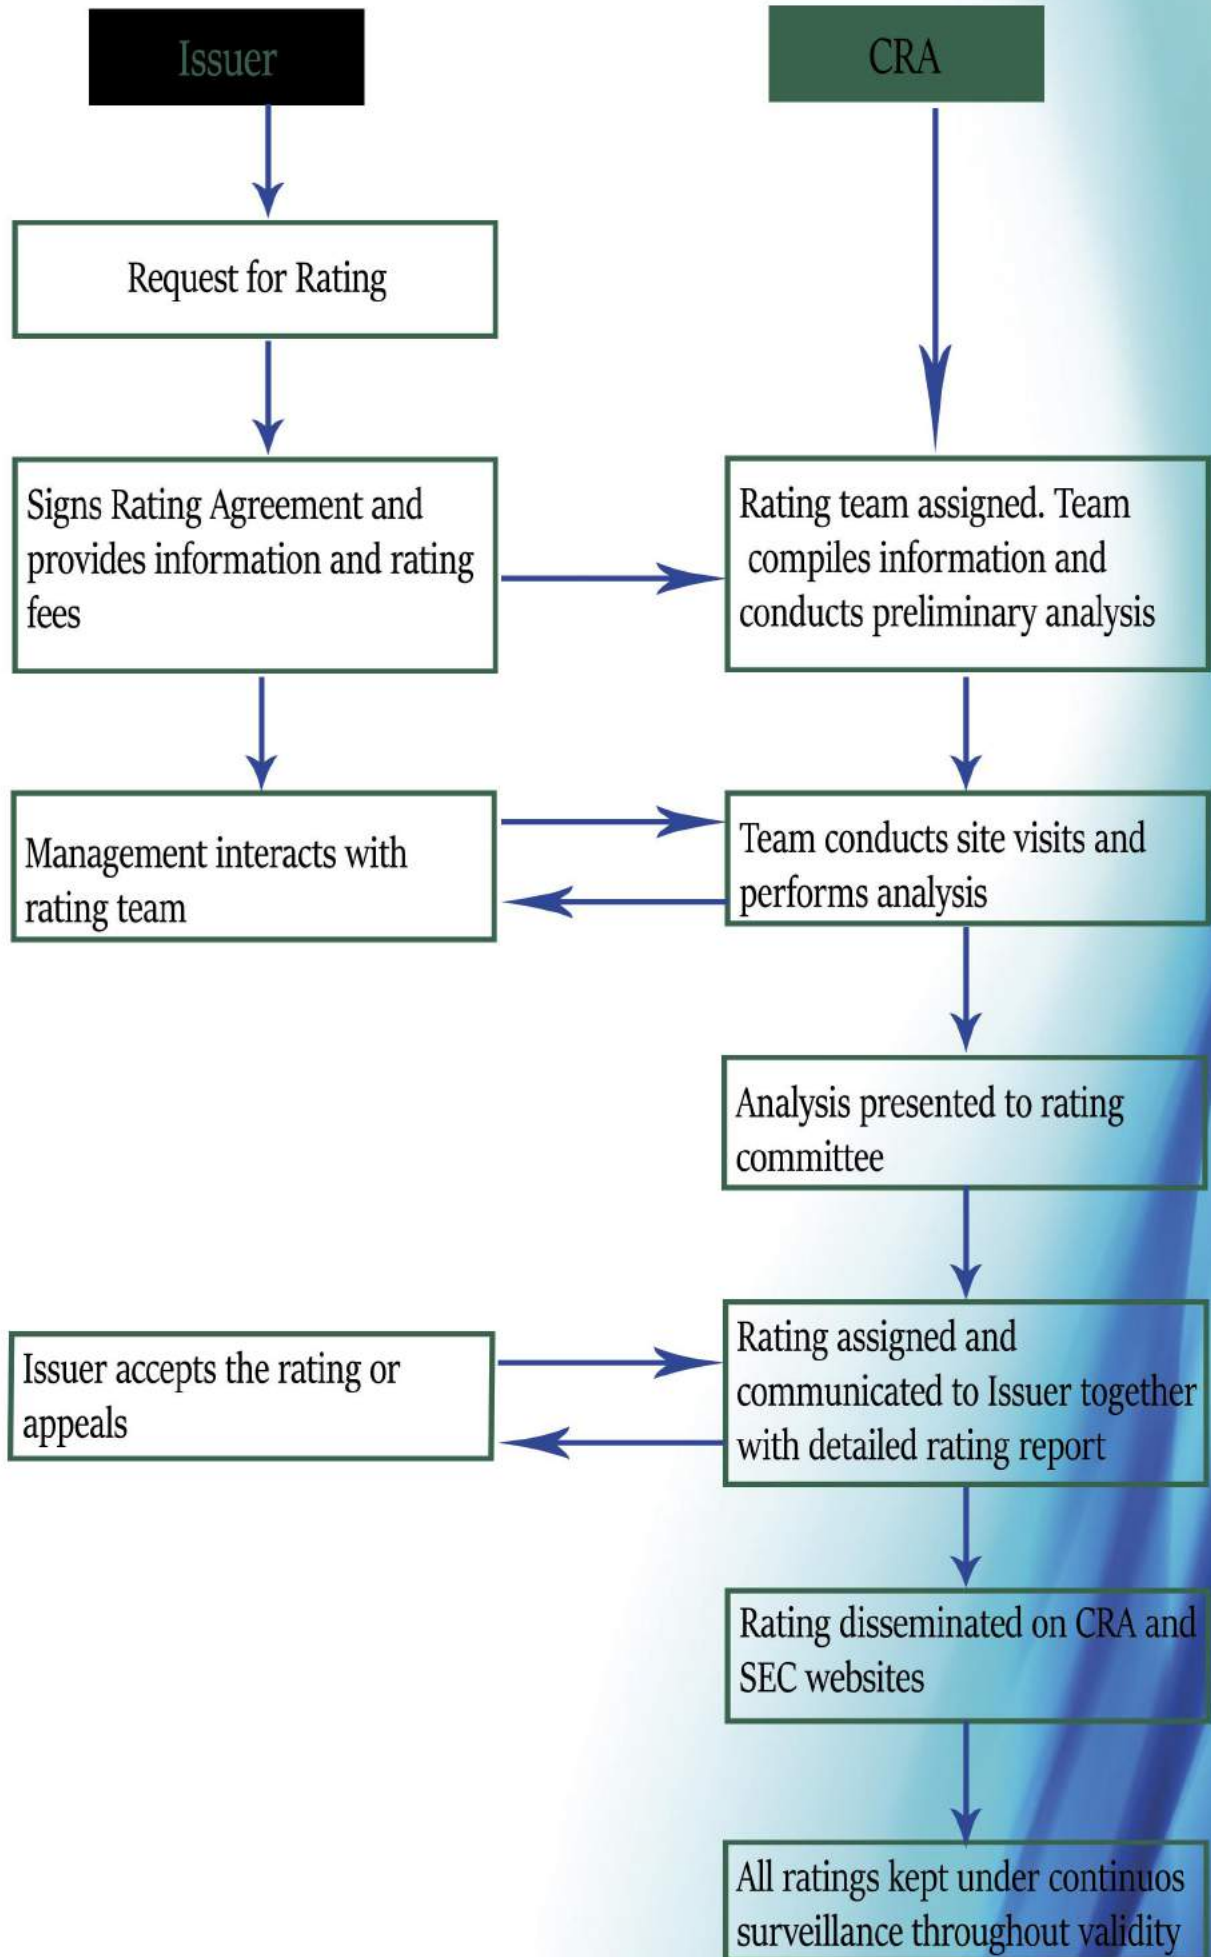 Issuer
CRA
Request for Rating
Signs Rating Agreement and
provides information and rating
fees
Rating team assigned. Team
compiles information and
conducts preliminary analysis
Management interacts with
rating team
Team conducts site visits and
performs analysis
Analysis presented to rating
committee
Issuer accepts the rating or
appeals
Rating assigned and
communicated to Issuer together
with detailed rating report
Rating disseminated on CRA and
SEC websites
All ratings kept under continuos
surveillance throughout validity